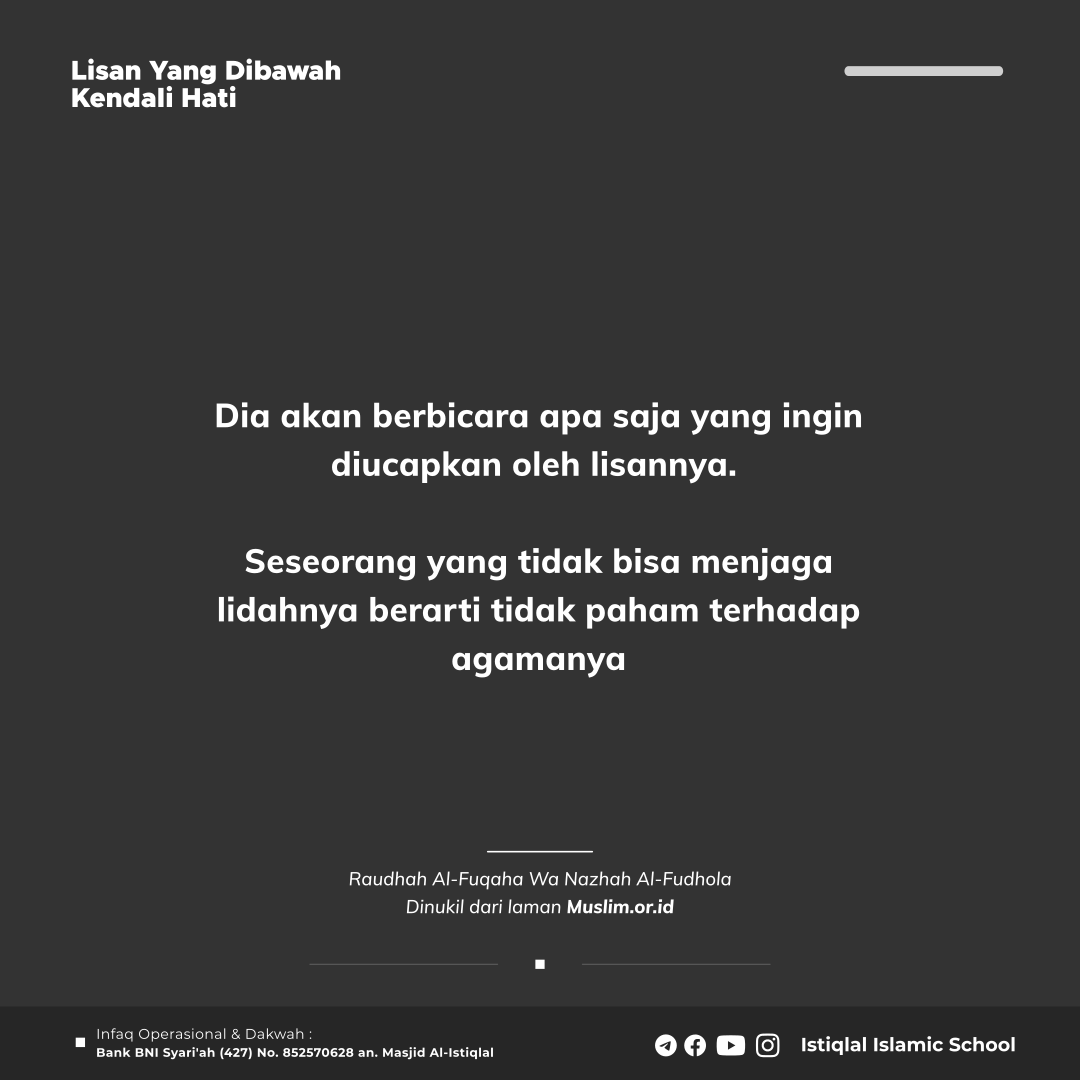 Lisan Yang Dibawah
Kendali Hati
Dia akan berbicara apa saja yang ingin
diucapkan oleh lisannya.
Seseorang yang tidak bisa menjaga
lidahnya berarti tidak paham terhadap
agamanya
Raudhah Al-Fuqaha Wa Nazhah Al-Fudhola
Dinukil dari laman Muslim.or.id
Infaq Operasional & Dakwah :
Bank BNI Syari'ah (427) No. 852570628 an. Masjid Al-Istiqlal
Istiqlal Islamic School